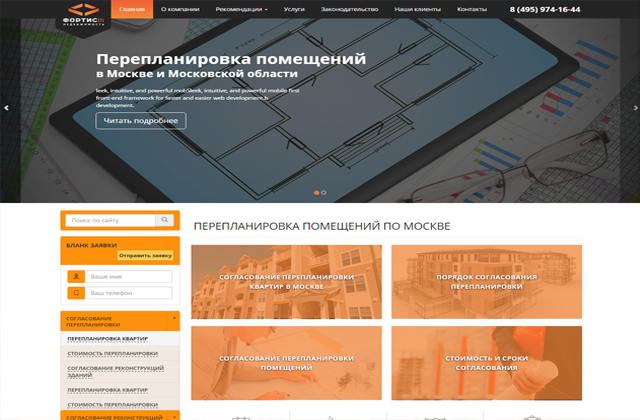 ФОРТИС
НЕДВИЖИМОСТЬ
Главная
О компании
Рекомендации
Услуги
Законодательство
Наши клиенты
Контакты
8 (495) 974-16-44
Перепланировка помещений
в Москве и Московской области
leek, intuitive, and powerful mobSleek, intuitive, and powerful mobile first
front-end framework for faster and easier web development.h
development.
Читать подробнее
Поиск по сайту
БЛАНК ЗАЯВКИ
Отправить заявку
Ваше имя
Ваш телефон
СОГЛАСОВАНИЕ
ПЕРЕПЛАНИРОВКИ
ПЕРЕПЛАНИРОВКА КВАРТИР
СТОИМОСТЬ ПЕРЕПЛАНИРОВКИ
СОГЛАСОВАНИЕ РЕКОНСТРУКЦИЙ
ЗДАНИЙ
ПЕРЕПЛАНИРОВКА КВАРТИР
СТОИМОСТЬ ПЕРЕПЛАНИРОВКИ
СОГЛАСОВАНИЕ РЕКОНСТРУКЦИЙ
ПЕРЕПЛАНИРОВКА ПОМЕЩЕНИЙ ПО МОСКВЕ
СОГЛАСОВАНИЕ ПЕРЕПЛАНИРОВКИ
КВАРТИР В МОСКВЕ
ПОРЯДОК СОГЛАСОВАНИЯ
ПЕРЕПЛАНИРОВКИ
СОГЛАСОВАНИЕ ПЕРЕПЛАНИРОВКИ
ПОМЕЩЕНИЙ
СТОИМОСТЬ И СРОКИ
СОГЛАСОВАНИЯ